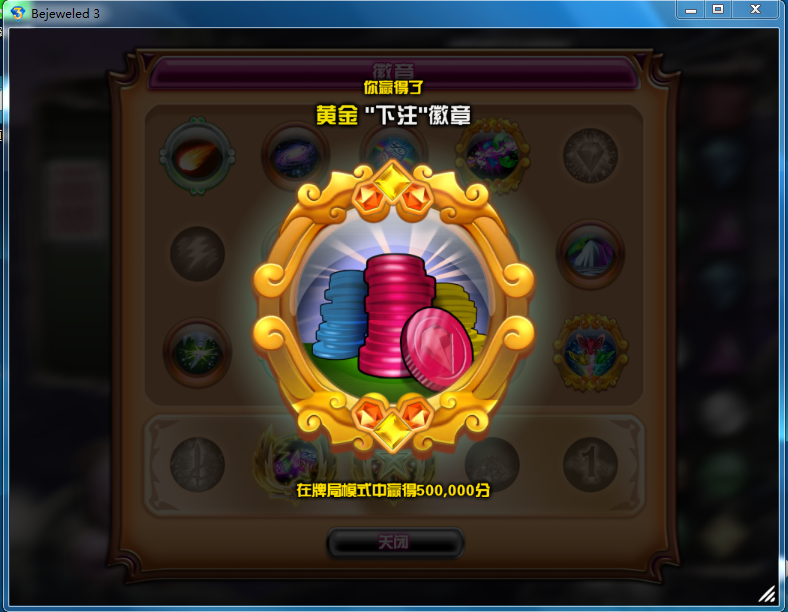 Bejeweled 3
徽章
你赢得了
黄金 "下注"徽章
在牌局模式中赢得500,000分
关闭